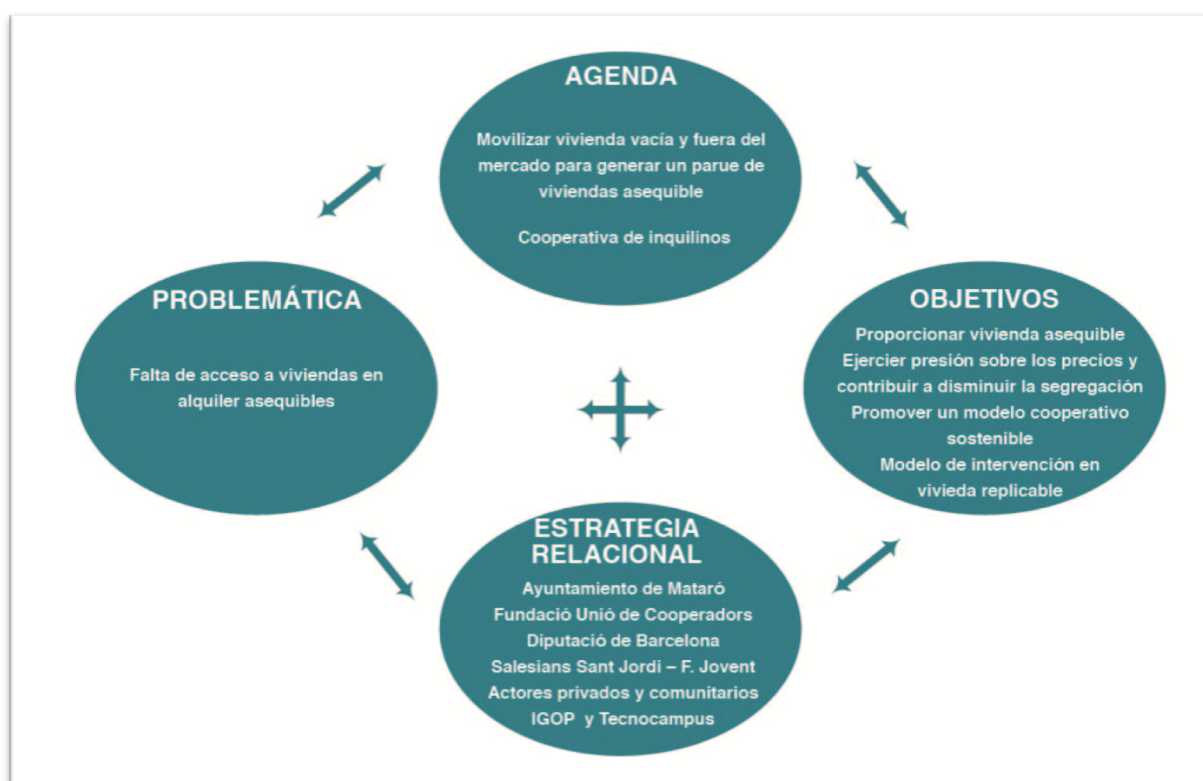 AGENDA
Movilizar vivienda vacía y fuera del
mercado para generar un parue de
viviendas asequible
Cooperativa de inquilinos
PROBLEMÁTICA
Falta de acceso a viviendas en
alquiler asequibles
OBJETIVOS
Proporcionar vivienda asequible
Ejercier presión sobre los precios y
contribuir a disminuir la segregación
Promover un modelo cooperativo
sostenible
Modelo de intervención en
vivieda replicable
ESTRATEGIA
RELACIONAL
Ayuntamiento de Mataró
Fundació Unió de Cooperadors
Diputació de Barcelona
Salesians Sant Jordi – F. Jovent
Actores privados y comunitarios
IGOP y Tecnocampus